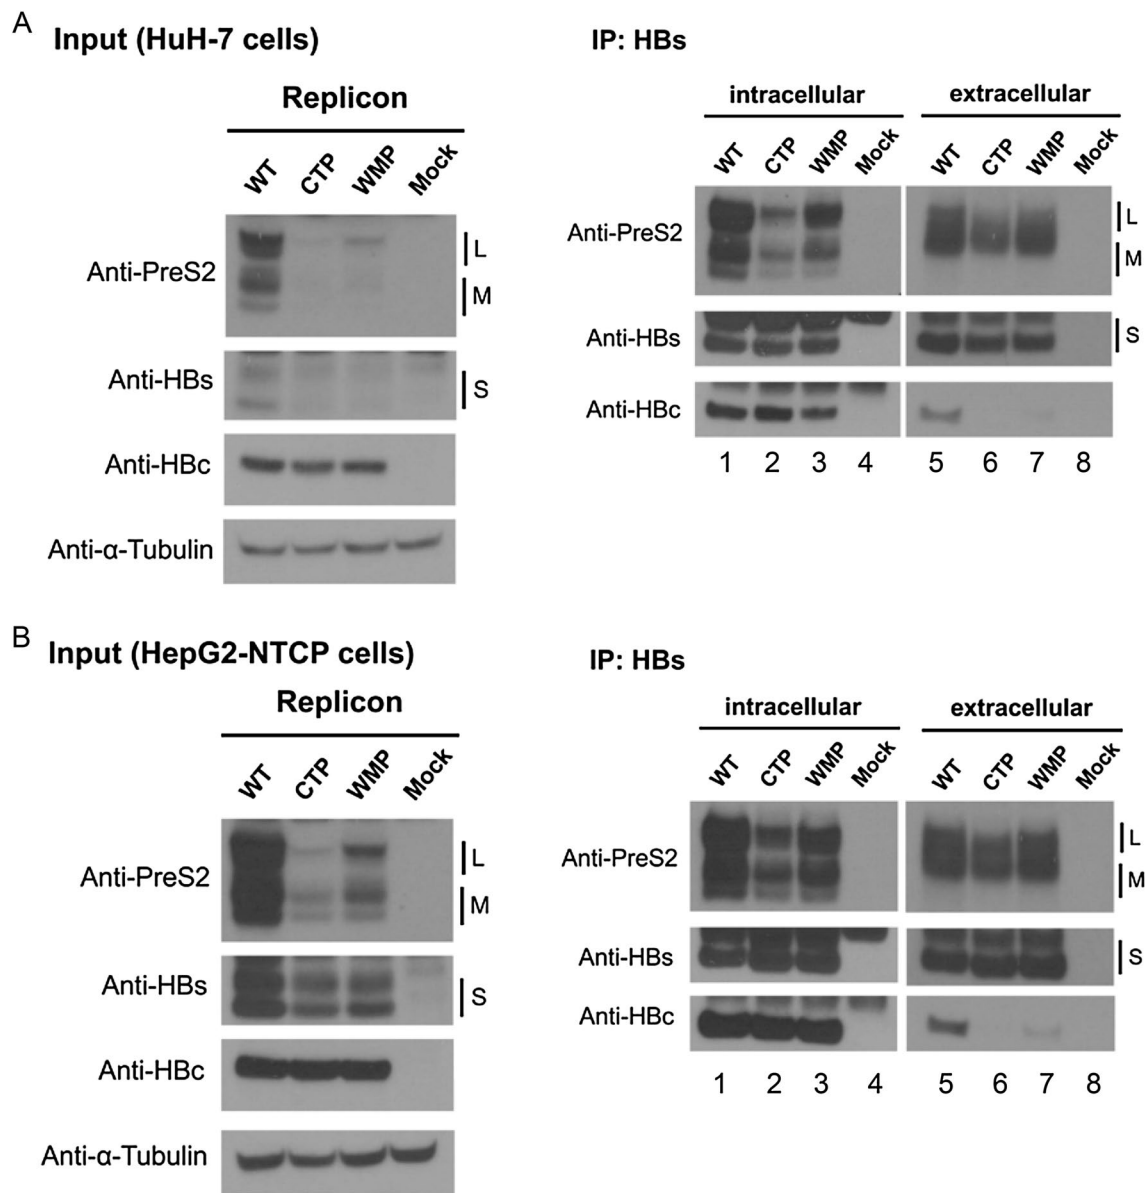 A
Input (HuH-7 cells)
Replicon
WT CTP WMP Mock
Anti-PreS2
L
M
Anti-HBs
S
Anti-HBc
Anti-α-Tubulin
IP: HBs
intracellular extracellular
WT CTP WMP Mock WT CTP WMP Mock
Anti-PreS2
L
M
Anti-HBs
S
Anti-HBc
1 2 3 4 5 6 7 8
B
Input (HepG2-NTCP cells)
Replicon
WT CTP WMP Mock
Anti-PreS2
L
M
Anti-HBs
S
Anti-HBc
Anti-α-Tubulin
IP: HBs
intracellular extracellular
WT CTP WMP Mock WT CTP WMP Mock
Anti-PreS2
L
M
Anti-HBs
S
Anti-HBc
1 2 3 4 5 6 7 8